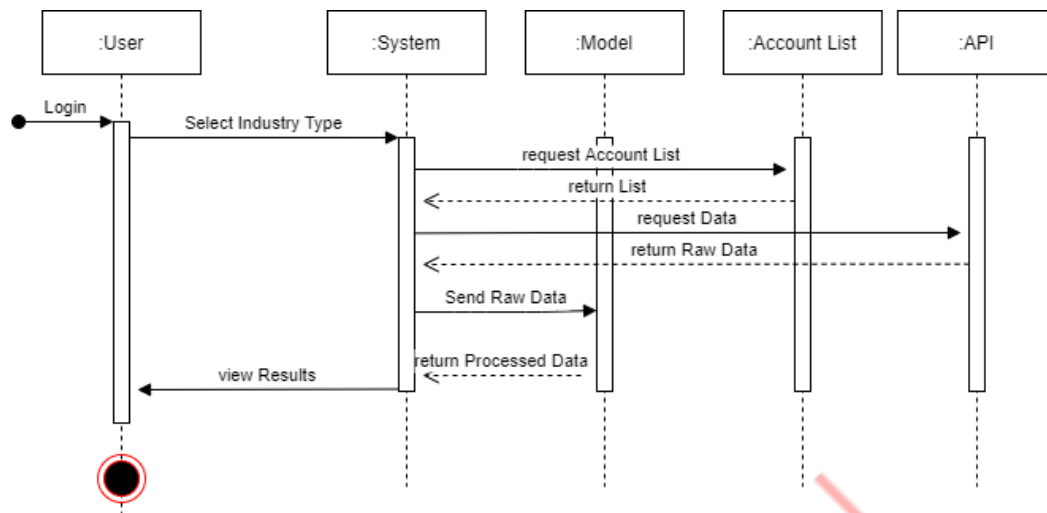 :User
:System
:Model
:Account List
:API
Login
Select Industry Type
request Account List
return List
request Data
return Raw Data
Send Raw Data
return Processed Data
view Results